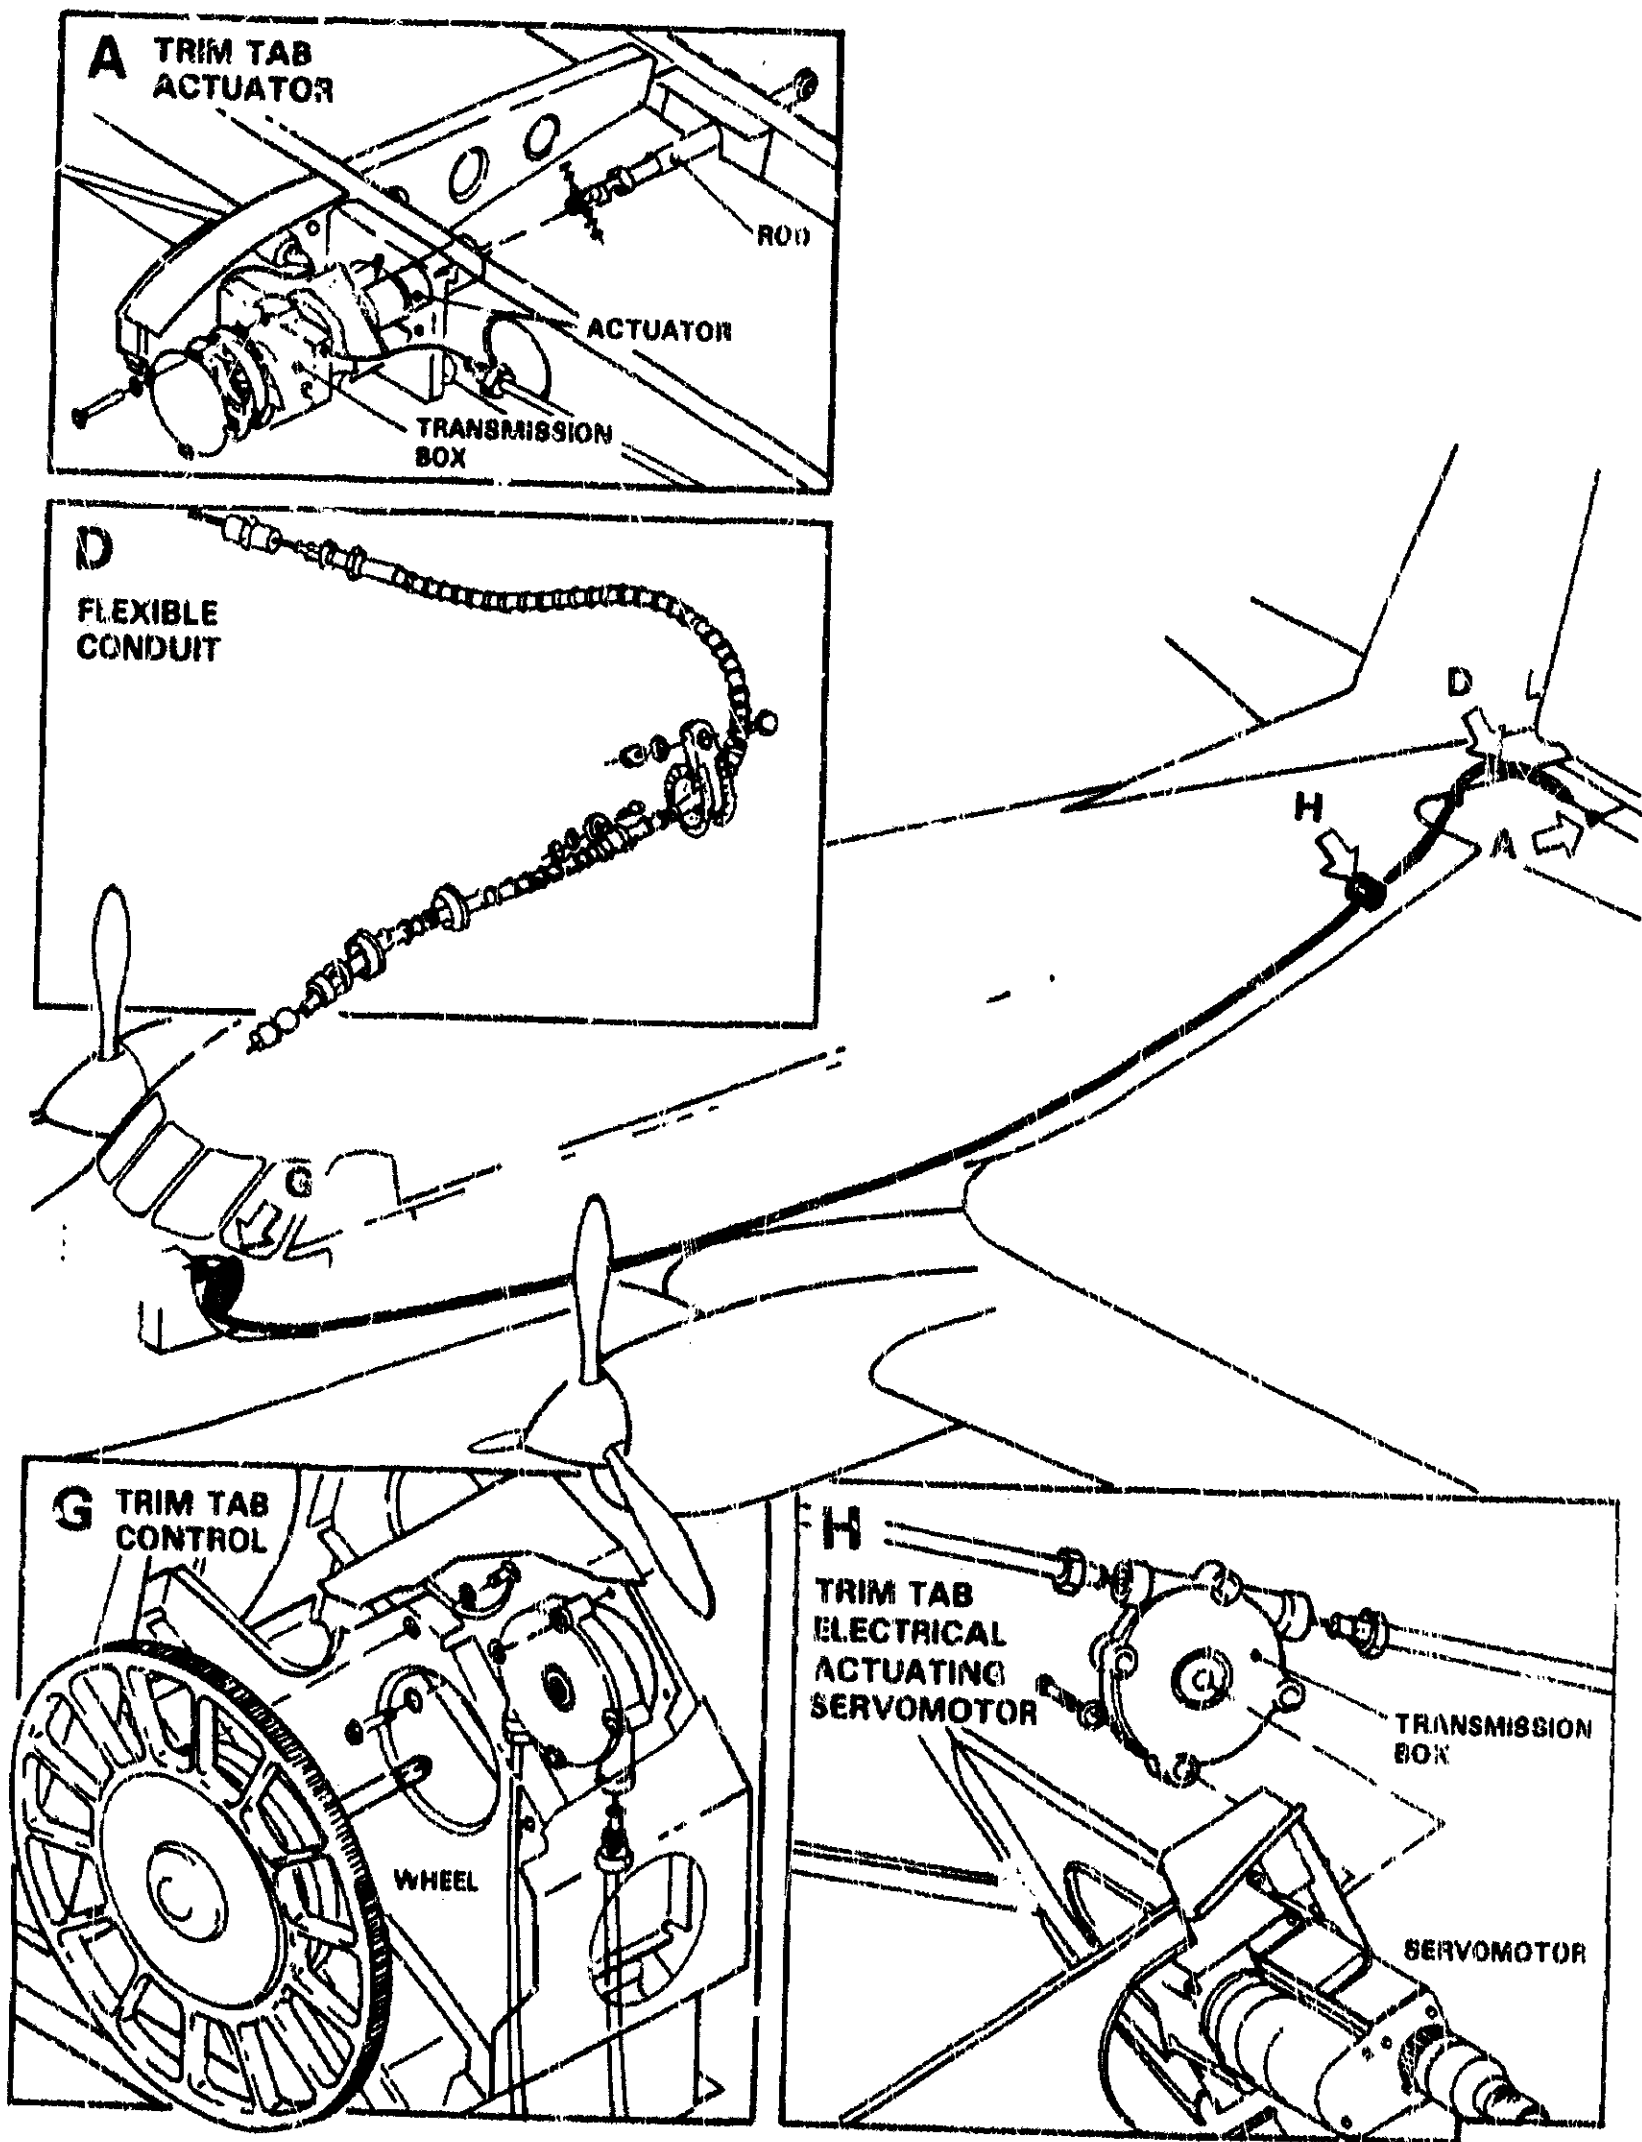 A TRIM TAB
ACTUATOR
ROD
ACTUATOR
TRANSMISSION
BOX
D
FLEXIBLE
CONDUIT
D
H
A
G
G TRIM TAB
CONTROL
WHEEL
H
TRIM TAB
ELECTRICAL
ACTUATING
SERVOMOTOR
TRANSMISSION
BOX
SERVOMOTOR